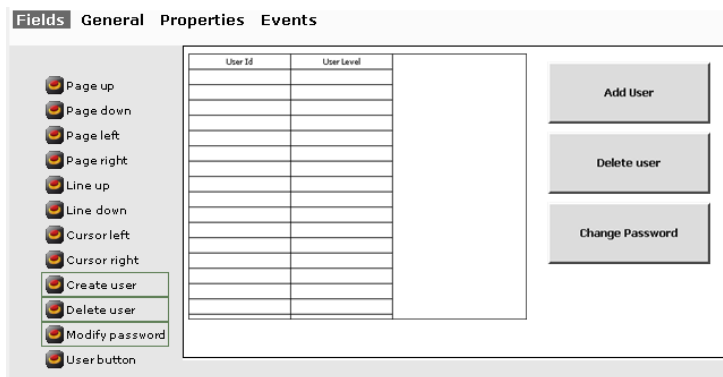 Fields General Properties Events
User Id User Level
Page up
Page down
Page left
Page right
Line up
Line down
Cursor left
Cursor right
Create user
Delete user
Modify password
User button
Add User
Delete user
Change Password